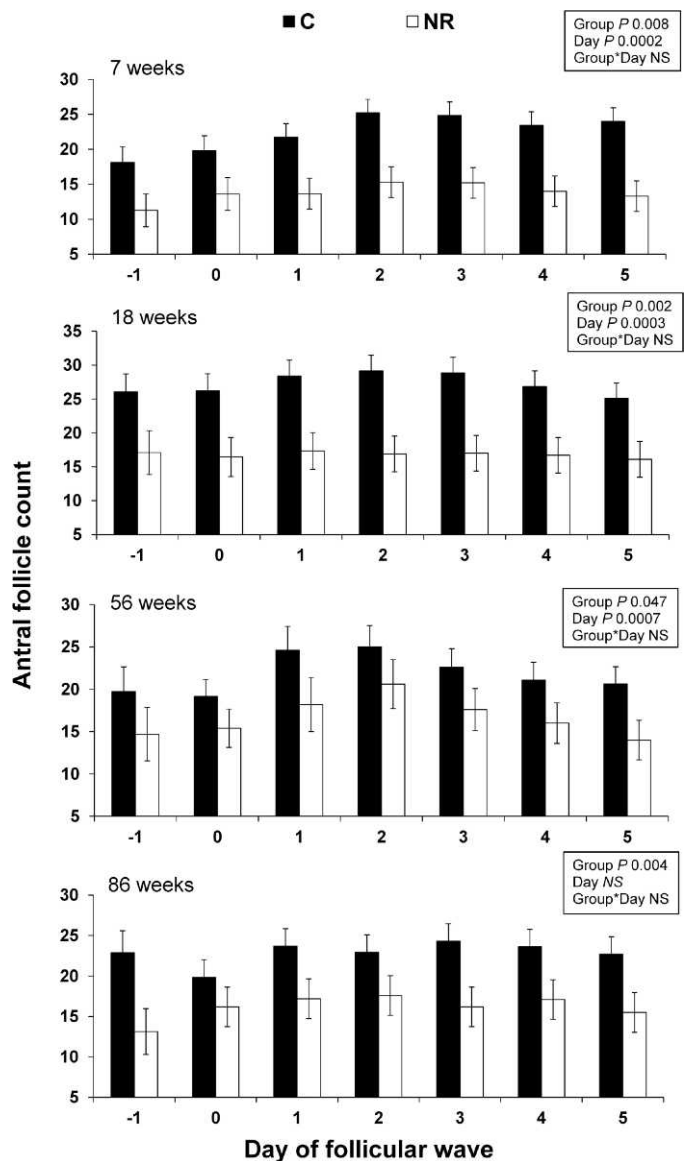 C NR
Group P 0.008
Day P 0.0002
Group*Day NS
7 weeks
30
25
20
15
10
5
-1 0 1 2 3 4 5
Group P 0.002
Day P 0.0003
Group*Day NS
18 weeks
35
30
25
20
15
10
5
-1 0 1 2 3 4 5
Antral follicle count
Group P 0.047
Day P 0.0007
Group*Day NS
56 weeks
30
25
20
15
10
5
-1 0 1 2 3 4 5
Group P 0.004
Day NS
Group*Day NS
86 weeks
30
25
20
15
10
5
-1 0 1 2 3 4 5
Day of follicular wave